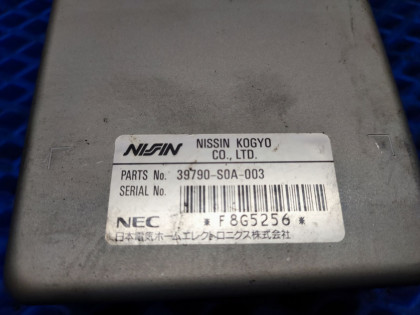 NISSIN NISSIN KOGYO
CO., LTD.
PARTS No. 39790-S0A-003
SERIAL No.
NEC * F8G5256 *
日本電気ホームエレクトロニクス株式会社